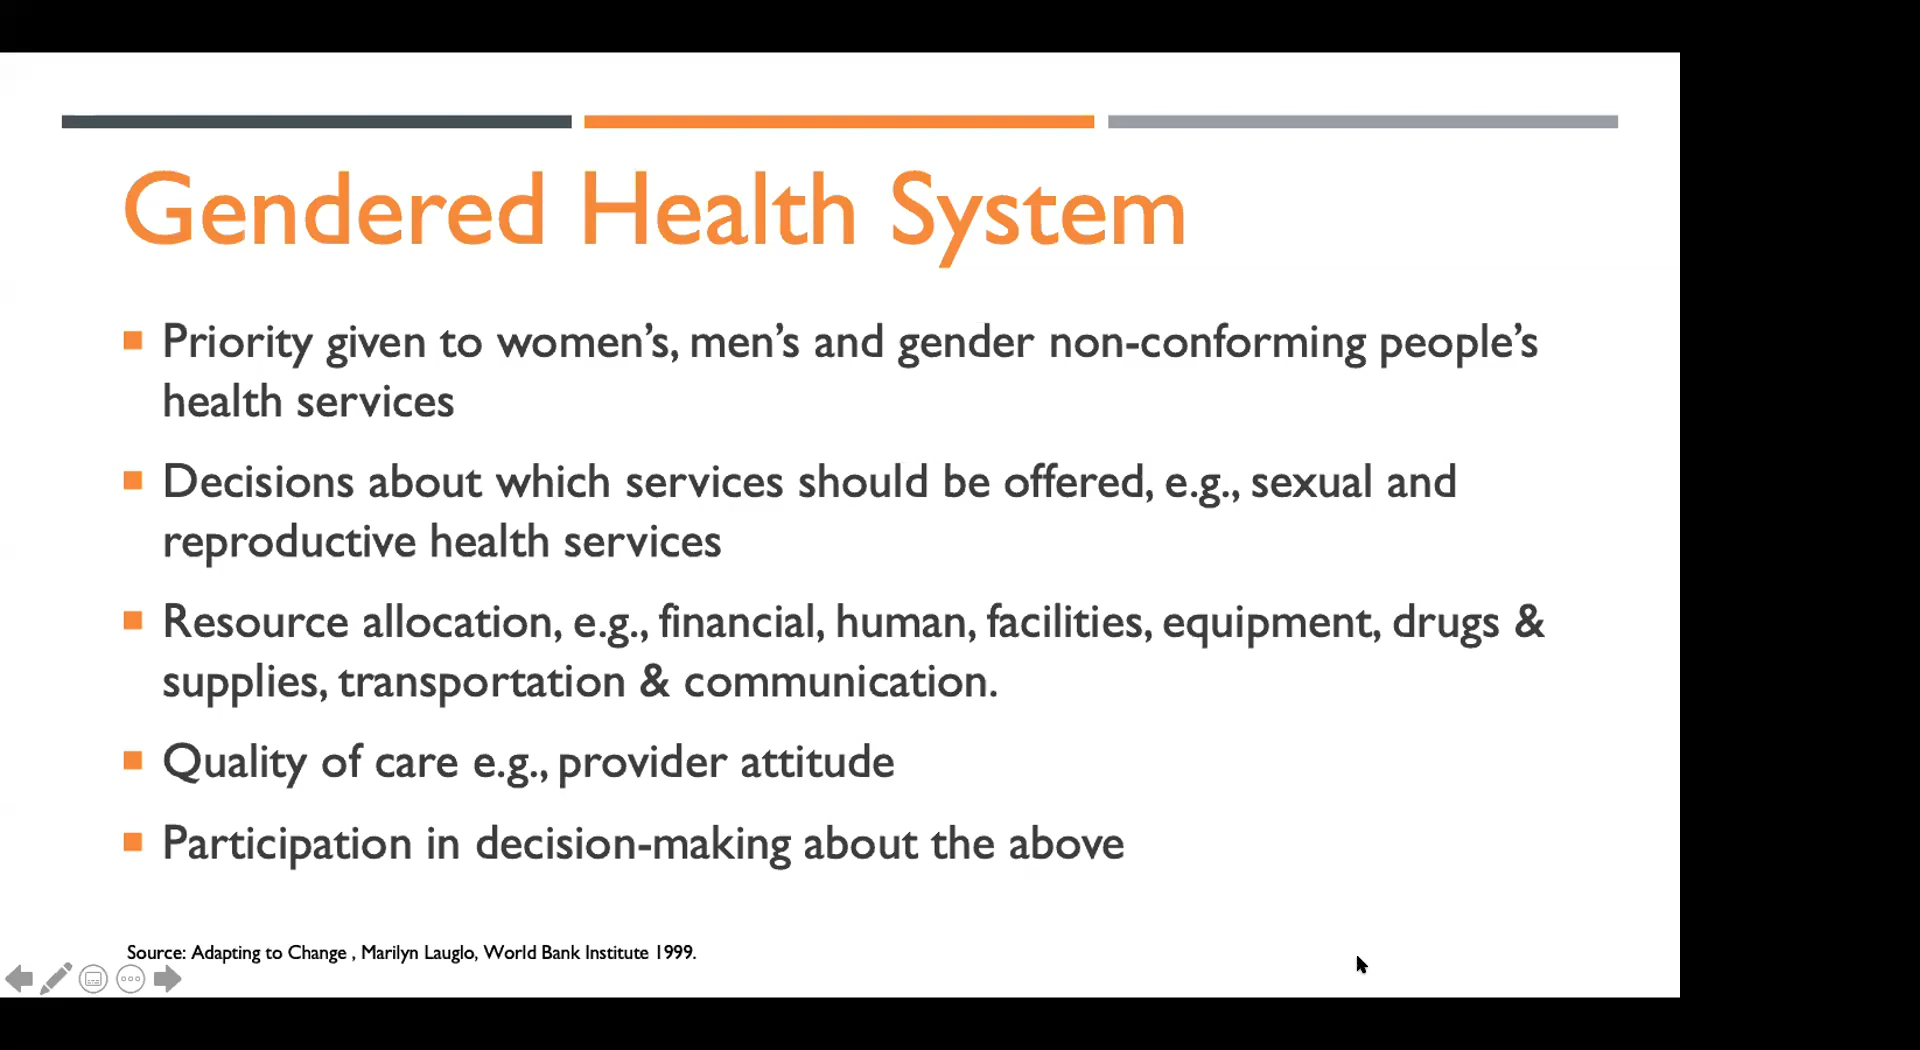 Gendered Health System
Priority given to women’s, men’s and gender non-conforming people’s
health services
Decisions about which services should be offered, e.g., sexual and
reproductive health services
Resource allocation, e.g., financial, human, facilities, equipment, drugs &
supplies, transportation & communication.
Quality of care e.g., provider attitude
Participation in decision-making about the above
Source: Adapting to Change , Marilyn Lauglo, World Bank Institute 1999.